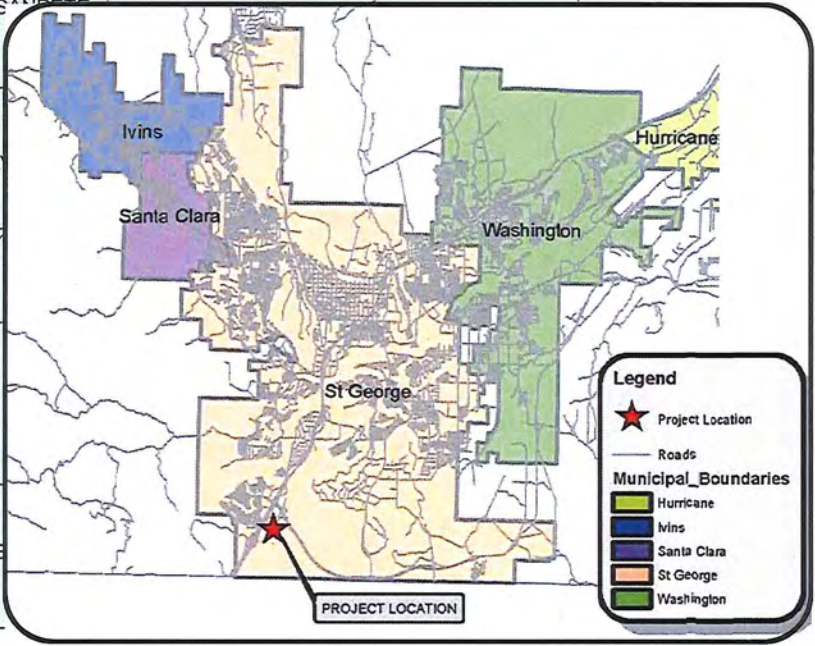 Ivins
Hurricane
Santa Clara
Washington
St George
PROJECT LOCATION
Legend
Project Location
Roads
Municipal_Boundaries
Hurricane
Ivins
Santa Clara
St George
Washington